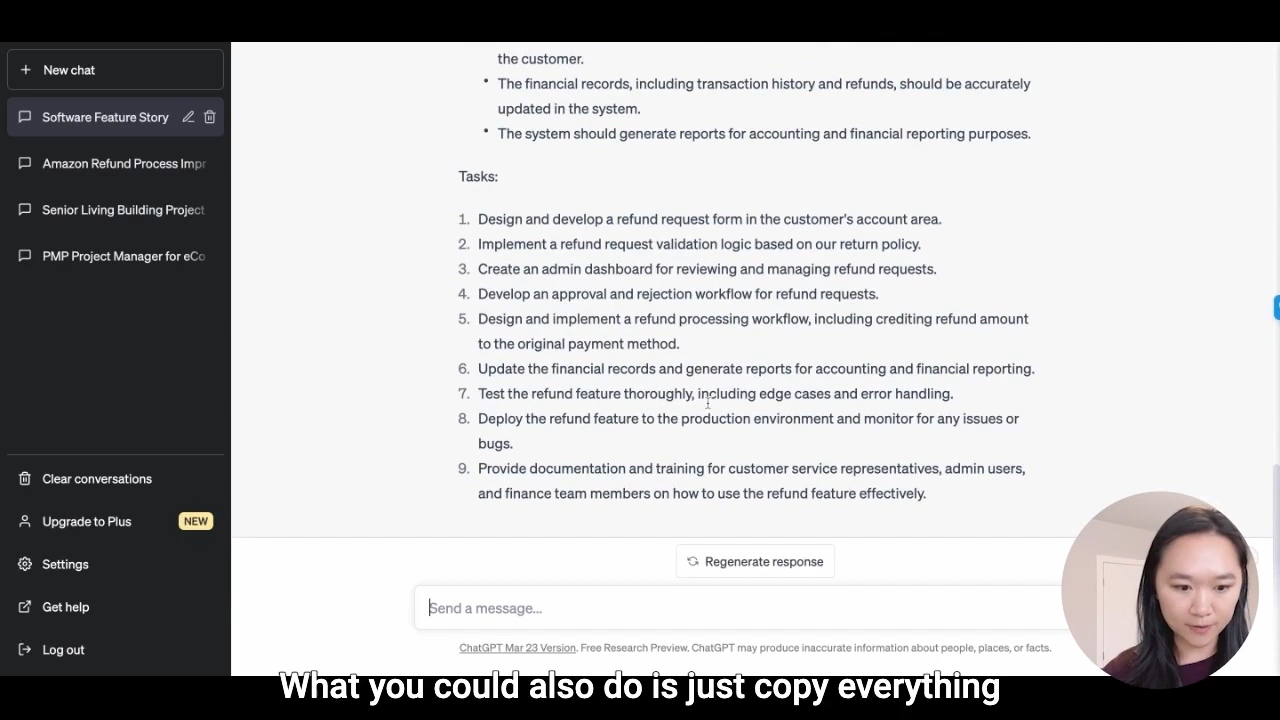 New chat
Software Feature Story
Amazon Refund Process Impr
Senior Living Building Project
PMP Project Manager for eCo
Clear conversations
Upgrade to Plus NEW
Settings
Get help
Log out
the customer.
• The financial records, including transaction history and refunds, should be accurately
updated in the system.
• The system should generate reports for accounting and financial reporting purposes.
Tasks:
1. Design and develop a refund request form in the customer's account area.
2. Implement a refund request validation logic based on our return policy.
3. Create an admin dashboard for reviewing and managing refund requests.
4. Develop an approval and rejection workflow for refund requests.
5. Design and implement a refund processing workflow, including crediting refund amount
to the original payment method.
6. Update the financial records and generate reports for accounting and financial reporting.
7. Test the refund feature thoroughly, including edge cases and error handling.
8. Deploy the refund feature to the production environment and monitor for any issues or
bugs.
9. Provide documentation and training for customer service representatives, admin users,
and finance team members on how to use the refund feature effectively.
Regenerate response
Send a message...
ChatGPT Mar 23 Version. Free Research Preview. ChatGPT may produce inaccurate information about people, places, or facts.
What you could also do is just copy everything